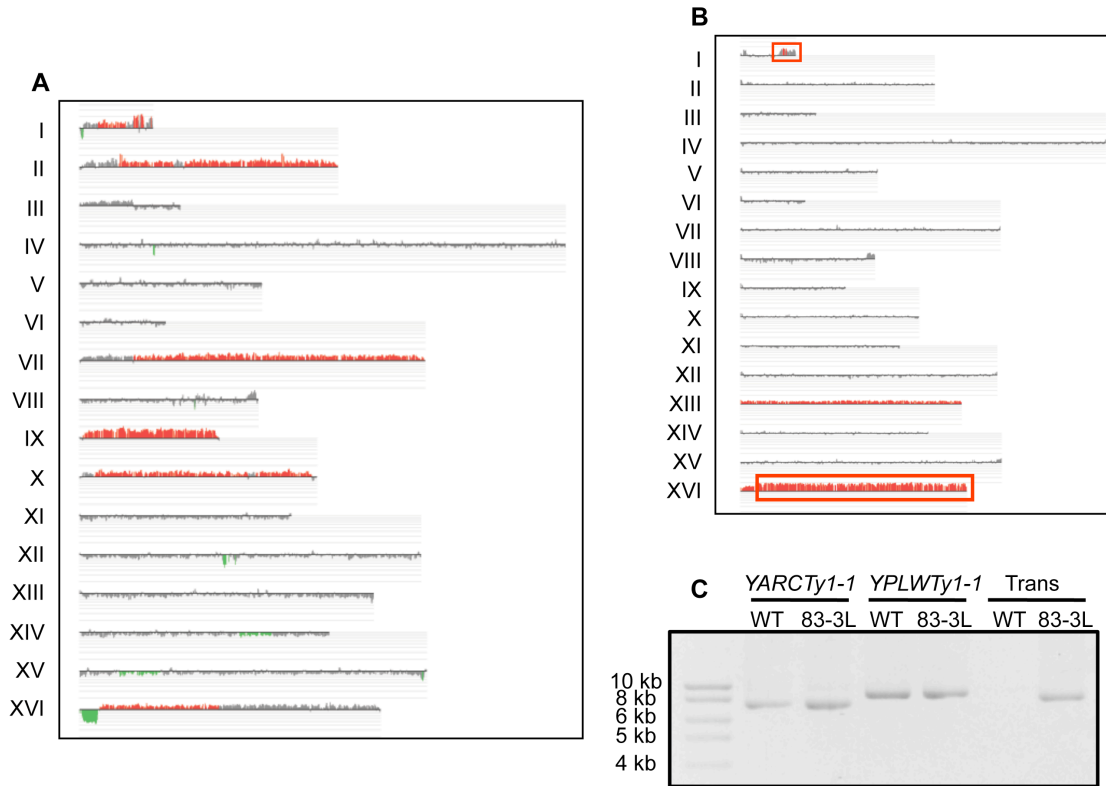 A
I
II
III
IV
V
VI
VII
VIII
IX
X
XI
XII
XIII
XIV
XV
XVI
B
I
II
III
IV
V
VI
VII
VIII
IX
X
XI
XII
XIII
XIV
XV
XVI
C
YARCTy1-1 YPLWTy1-1 Trans
WT 83-3L WT 83-3L WT 83-3L
10 kb
8 kb
6 kb
5 kb
4 kb